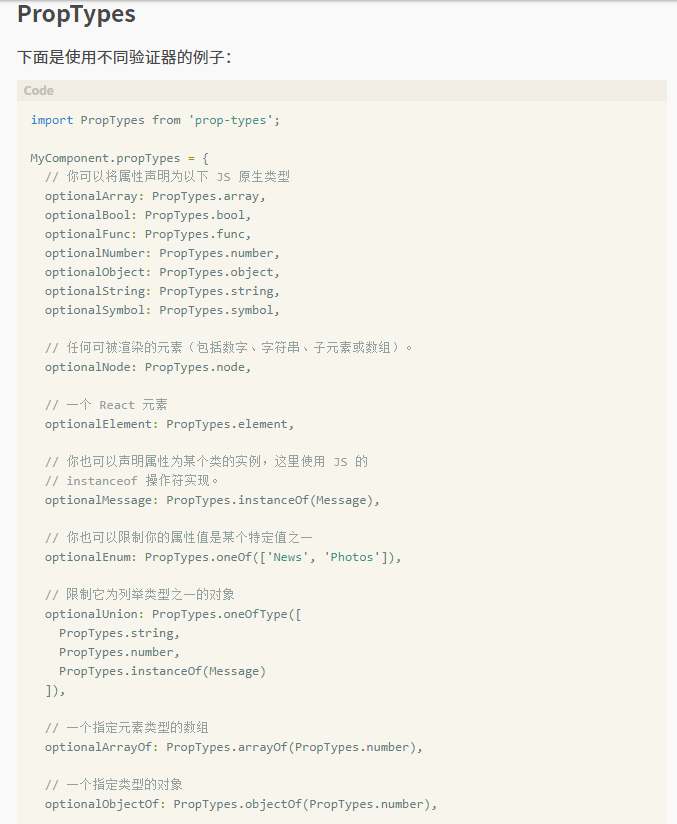 PropTypes
下面是使用不同验证器的例子：
Code
import PropTypes from 'prop-types';
MyComponent.propTypes = {
// 你可以将属性声明为以下 JS 原生类型
optionalArray: PropTypes.array,
optionalBool: PropTypes.bool,
optionalFunc: PropTypes.func,
optionalNumber: PropTypes.number,
optionalObject: PropTypes.object,
optionalString: PropTypes.string,
optionalSymbol: PropTypes.symbol,
// 任何可被渲染的元素（包括数字、字符串、子元素或数组）。
optionalNode: PropTypes.node,
// 一个 React 元素
optionalElement: PropTypes.element,
// 你也可以声明属性为某个类的实例，这里使用 JS 的
// instanceof 操作符实现。
optionalMessage: PropTypes.instanceOf(Message),
// 你也可以限制你的属性值是某个特定值之一
optionalEnum: PropTypes.oneOf(['News', 'Photos']),
// 限制它为列举类型之一的对象
optionalUnion: PropTypes.oneOfType([
PropTypes.string,
PropTypes.number,
PropTypes.instanceOf(Message)
]),
// 一个指定元素类型的数组
optionalArrayOf: PropTypes.arrayOf(PropTypes.number),
// 一个指定类型的对象
optionalObjectOf: PropTypes.objectOf(PropTypes.number),